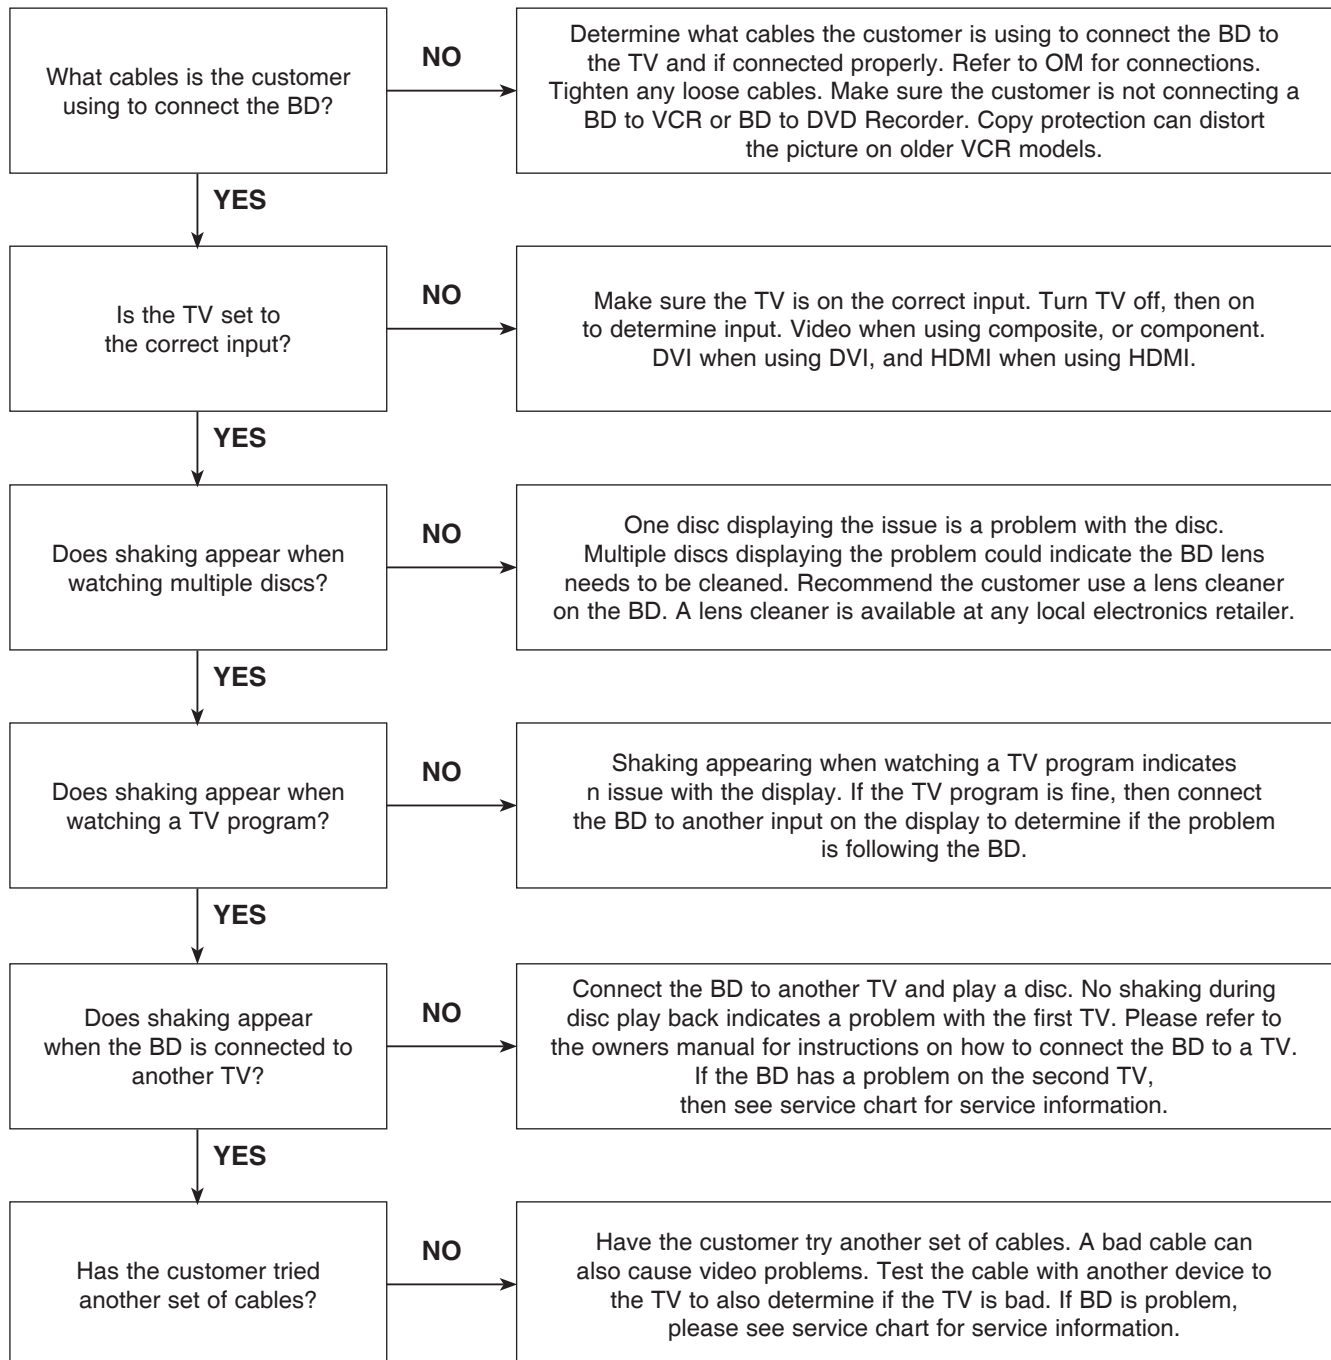 What cables is the customer
using to connect the BD?
NO
Determine what cables the customer is using to connect the BD to
the TV and if connected properly. Refer to OM for connections.
Tighten any loose cables. Make sure the customer is not connecting a
BD to VCR or BD to DVD Recorder. Copy protection can distort
the picture on older VCR models.
YES
Is the TV set to
the correct input?
NO
Make sure the TV is on the correct input. Turn TV off, then on
to determine input. Video when using composite, or component.
DVI when using DVI, and HDMI when using HDMI.
YES
Does shaking appear when
watching multiple discs?
NO
One disc displaying the issue is a problem with the disc.
Multiple discs displaying the problem could indicate the BD lens
needs to be cleaned. Recommend the customer use a lens cleaner
on the BD. A lens cleaner is available at any local electronics retailer.
YES
Does shaking appear when
watching a TV program?
NO
Shaking appearing when watching a TV program indicates
n issue with the display. If the TV program is fine, then connect
the BD to another input on the display to determine if the problem
is following the BD.
YES
Does shaking appear
when the BD is connected to
another TV?
NO
Connect the BD to another TV and play a disc. No shaking during
disc play back indicates a problem with the first TV. Please refer to
the owners manual for instructions on how to connect the BD to a TV.
If the BD has a problem on the second TV,
then see service chart for service information.
YES
Has the customer tried
another set of cables?
NO
Have the customer try another set of cables. A bad cable can
also cause video problems. Test the cable with another device to
the TV to also determine if the TV is bad. If BD is problem,
please see service chart for service information.